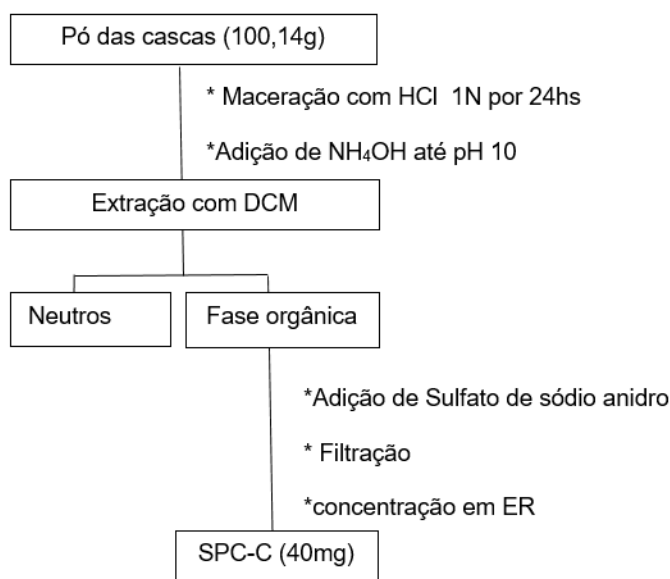 Pó das cascas (100,14g)
* Maceração com HCl 1N por 24hs
*Adição de NH₄OH até pH 10
Extração com DCM
Neutros
Fase orgânica
*Adição de Sulfato de sódio anidro
* Filtração
*concentração em ER
SPC-C (40mg)